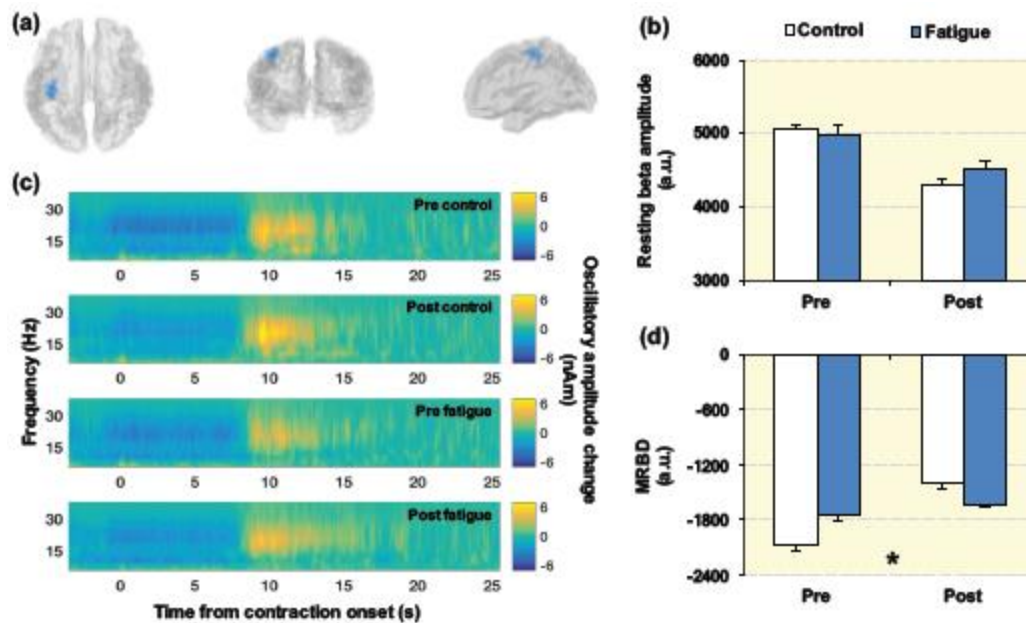 (a)
(b)
Control Fatigue
6000
5000
4000
3000
Resting beta amplitude
(a.u.)
Pre Post
(c)
Pre control
30
15
0 5 10 15 20 25
6
0
-6
Post control
30
15
0 5 10 15 20 25
6
0
-6
Pre fatigue
30
15
0 5 10 15 20 25
6
0
-6
Post fatigue
30
15
0 5 10 15 20 25
6
0
-6
Frequency (Hz)
Time from contraction onset (s)
Oscillatory amplitude change
(nAm)
(d)
0
-600
-1200
-1800
-2400
MRBD
(a.u.)
*
Pre Post